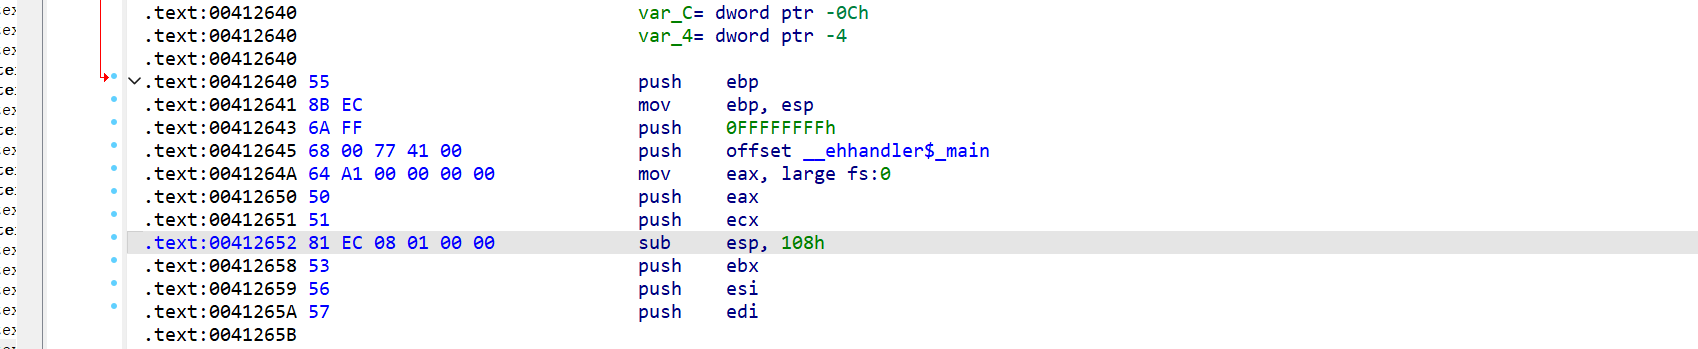 .text:00412640 var_C= dword ptr -0Ch
.text:00412640 var_4= dword ptr -4
.text:00412640
.text:00412640 55 push ebp
.text:00412641 8B EC mov ebp, esp
.text:00412643 6A FF push 0FFFFFFFFh
.text:00412645 68 00 77 41 00 push offset __ehhandler$_main
.text:0041264A 64 A1 00 00 00 00 mov eax, large fs:0
.text:00412650 50 push eax
.text:00412651 51 push ecx
.text:00412652 81 EC 08 01 00 00 sub esp, 108h
.text:00412658 53 push ebx
.text:00412659 56 push esi
.text:0041265A 57 push edi
.text:0041265B